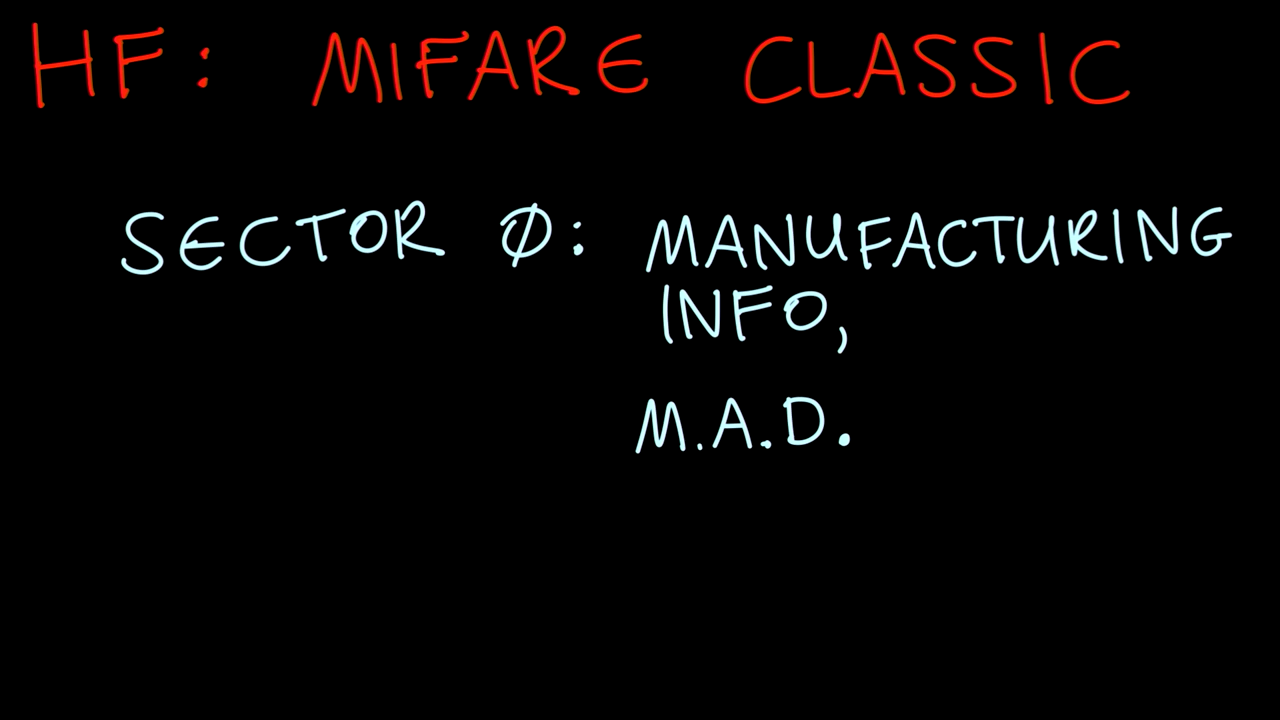 HF: MIFARE CLASSIC
SECTOR Ø: MANUFACTURING
INFO,
M.A.D.